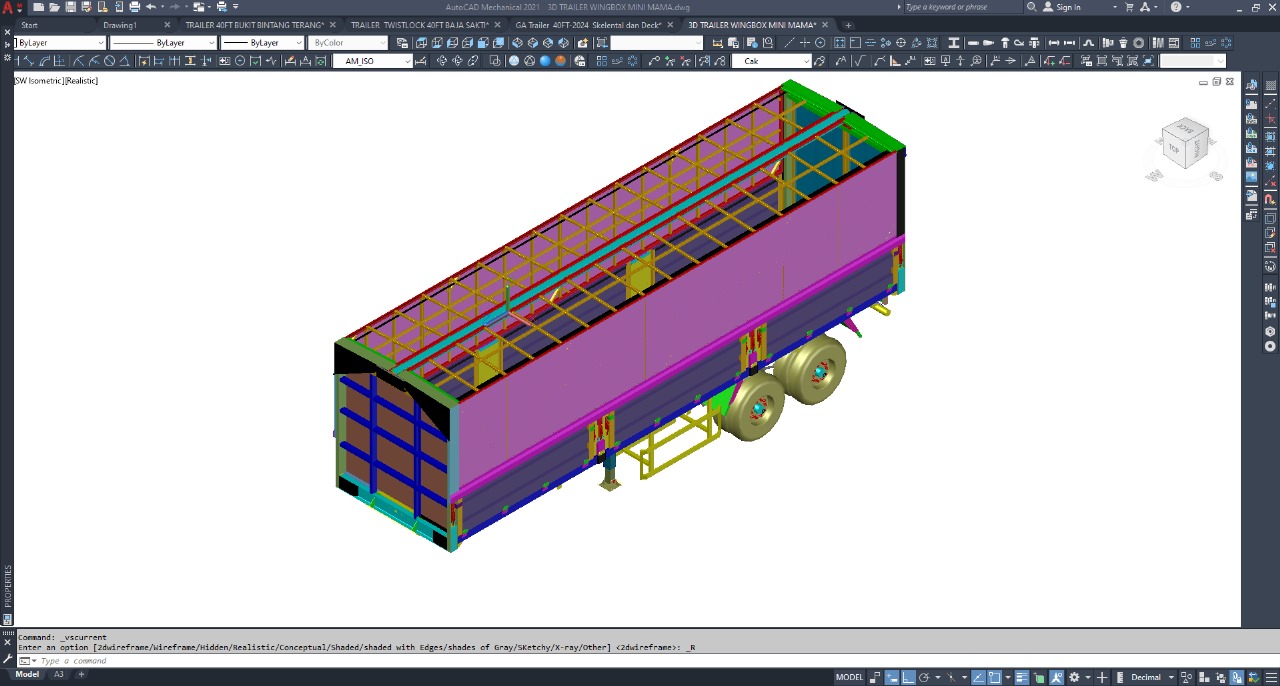 AutoCAD Mechanical 2021   3D TRAILER WINGBOX MINI MAMA.dwg
Type a keyword or phrase
Sign In
Start
Drawing1
TRAILER 40FT BUKIT BINTANG TERANG*
TRAILER TWISTLOCK 40FT BAJA SAKTI*
GA Trailer 40FT-2024 Skelental dan Deck*
3D TRAILER WINGBOX MINI MAMA*
ByLayer
ByLayer
ByLayer
ByColor
AM_ISO
Cak
[SW Isometric][Realistic]
BACK
TOP
PROPERTIES
Command: _vscurrent
Enter an option [2dwireframe/Wireframe/Hidden/Realistic/Conceptual/Shaded/shaded with Edges/shades of Gray/SKetchy/X-ray/Other] <2dwireframe>: _R
Type a command
Model
A3
MODEL
Decimal